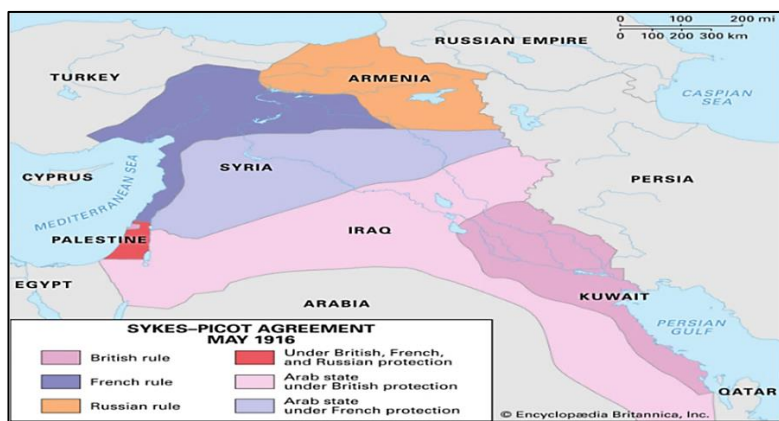 0 100 200 mi
0 100 200 300 km
RUSSIAN EMPIRE
TURKEY
ARMENIA
CASPIAN
SEA
CYPRUS
SYRIA
PERSIA
MEDITERRANEAN SEA
PALESTINE
IRAQ
EGYPT
ARABIA
KUWAIT
PERSIAN
GULF
QATAR
SYKES–PICOT AGREEMENT
MAY 1916
British rule
French rule
Russian rule
Under British, French,
and Russian protection
Arab state
under British protection
Arab state
under French protection
© Encyclopædia Britannica, Inc.